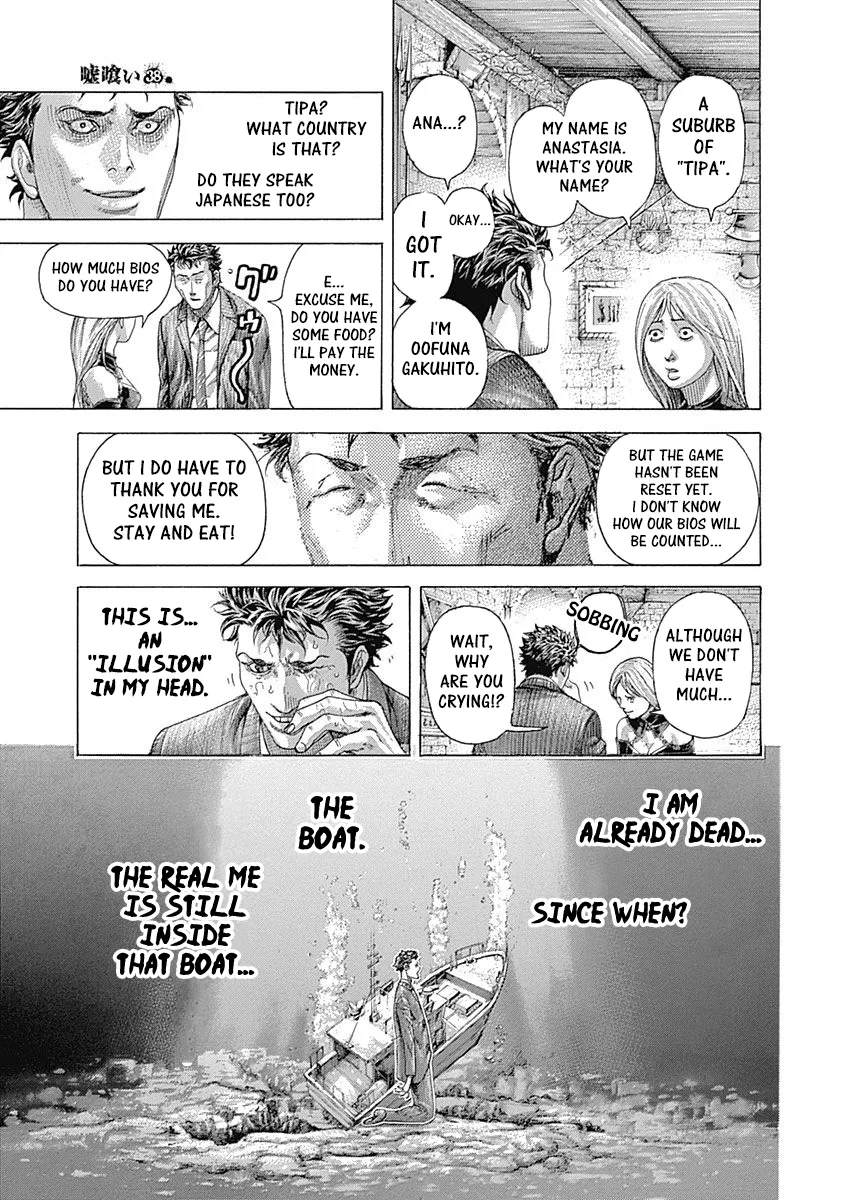 嘘喰い38.
A
SUBURB
OF
"TIPA".
MY NAME IS
ANASTASIA.
WHAT'S YOUR
NAME?
ANA...?
OKAY...
I
GOT
IT.
I'M
OOFUNA
GAKUHITO.
TIPA?
WHAT COUNTRY
IS THAT?
DO THEY SPEAK
JAPANESE TOO?
E...
EXCUSE ME,
DO YOU HAVE
SOME FOOD?
I'LL PAY THE
MONEY.
グゥ〜
HOW MUCH BIOS
DO YOU HAVE?
BUT THE GAME
HASN'T BEEN
RESET YET.
I DON'T KNOW
HOW OUR BIOS WILL
BE COUNTED...
BUT I DO HAVE TO
THANK YOU FOR
SAVING ME.
STAY AND EAT!
ALTHOUGH
WE DON'T
HAVE
MUCH...
SOBBING
WAIT,
WHY
ARE YOU
CRYING!?
THIS IS...
AN
"ILLUSION"
IN MY HEAD.
I AM
ALREADY DEAD...
SINCE WHEN?
THE
BOAT.
THE REAL ME
IS STILL
INSIDE
THAT BOAT...